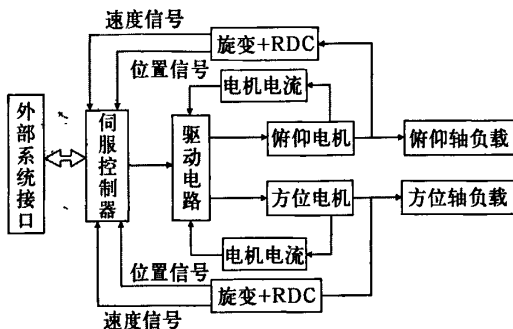 速度信号
旋变+RDC
位置信号
电机电流
外部系统接口
伺服控制器
驱动电路
俯仰电机
俯仰轴负载
方位电机
方位轴负载
电机电流
位置信号
旋变+RDC
速度信号